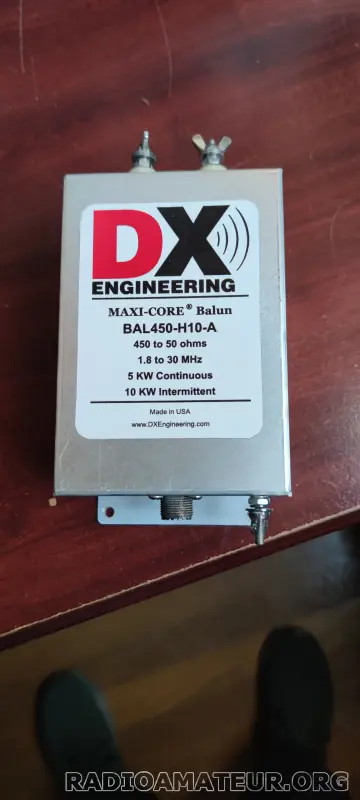 DX
ENGINEERING
MAXI-CORE® Balun
BAL450-H10-A
450 to 50 ohms
1.8 to 30 MHz
5 KW Continuous
10 KW Intermittent
Made in USA
www.DXEngineering.com
RADIOAMATEUR.ORG